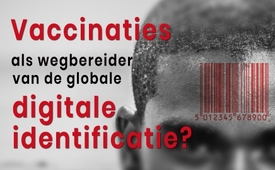 Vaccinaties
als wegbereider
van de globale
digitale
identificatie?
5 012345 678900